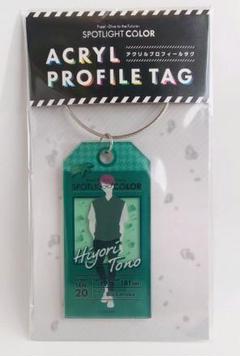 SPOTLIGHT COLOR
ACRYL
アクリルプロフィールタグ
PROFILE TAG
SPOTLIGHT COLOR
Hiyori
Tono
181cm
20